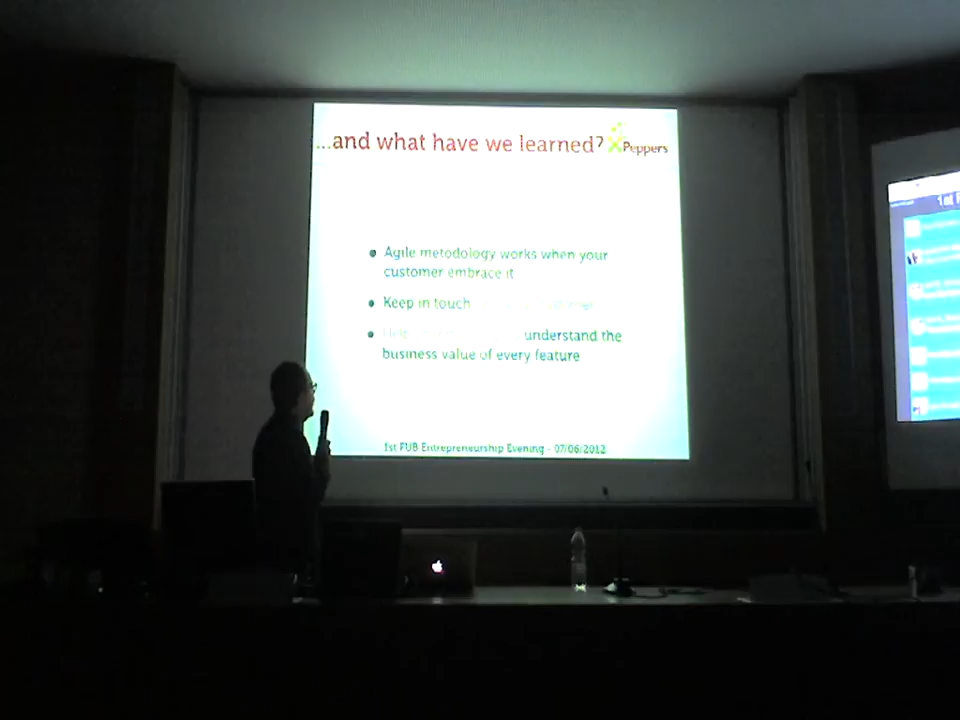 ...and what have we learned?
Peppers
Agile metodology works when your
customer embrace it
Keep in touch
understand the
business value of every feature
1st FUB Entrepreneurship Evening - 07/06/2012
1st